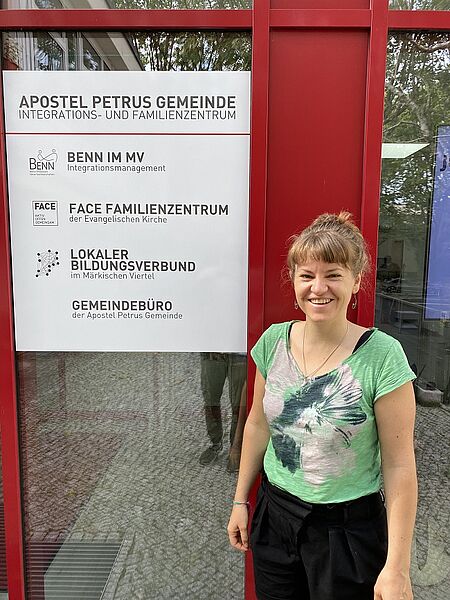 APOSTEL PETRUS GEMEINDE
INTEGRATIONS- UND FAMILIENZENTRUM
BENN
BENN IM MV
Integrationsmanagement
FACE
FACE FAMILIENZENTRUM
der Evangelischen Kirche
LOKALER
BILDUNGSVERBUND
im Märkischen Viertel
GEMEINDEBÜRO
der Apostel Petrus Gemeinde